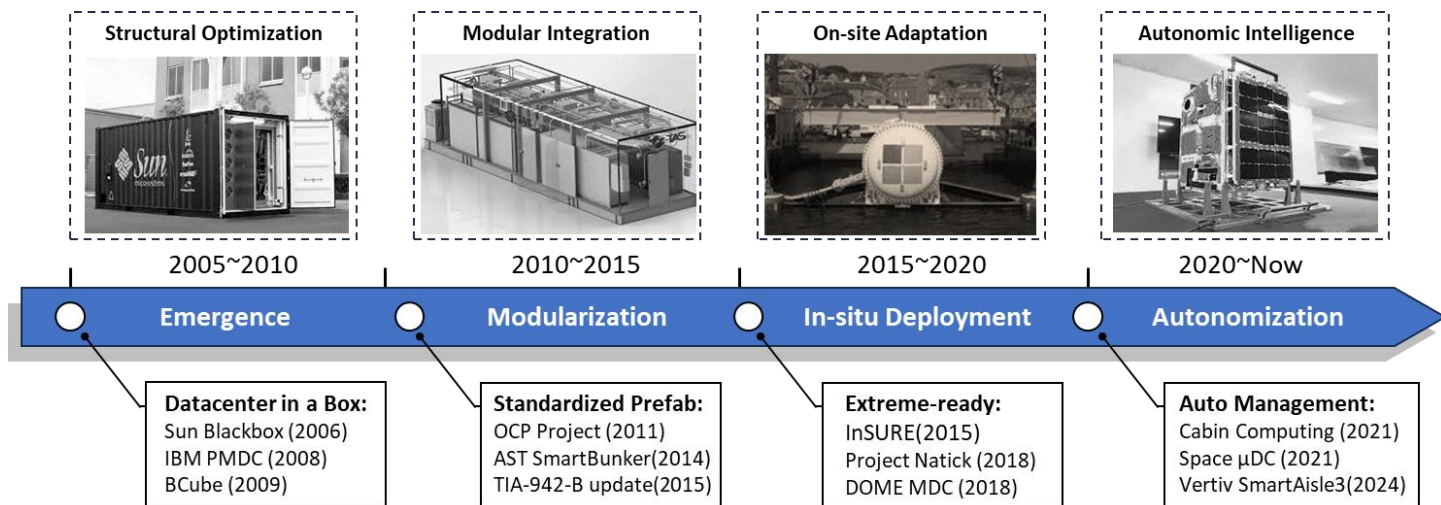 Structural Optimization
Modular Integration
On-site Adaptation
Autonomic Intelligence
Sun
TAS
2005~2010
2010~2015
2015~2020
2020~Now
Emergence
Modularization
In-situ Deployment
Autonomization
Datacenter in a Box:
Sun Blackbox (2006)
IBM PMDC (2008)
BCube (2009)
Standardized Prefab:
OCP Project (2011)
AST SmartBunker(2014)
TIA-942-B update(2015)
Extreme-ready:
InSURE(2015)
Project Natick (2018)
DOME MDC (2018)
Auto Management:
Cabin Computing (2021)
Space μDC (2021)
Vertiv SmartAisle3(2024)